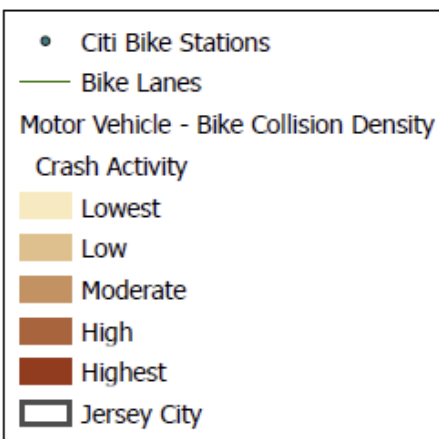 Citi Bike Stations
Bike Lanes
Motor Vehicle - Bike Collision Density
Crash Activity
Lowest
Low
Moderate
High
Highest
Jersey City